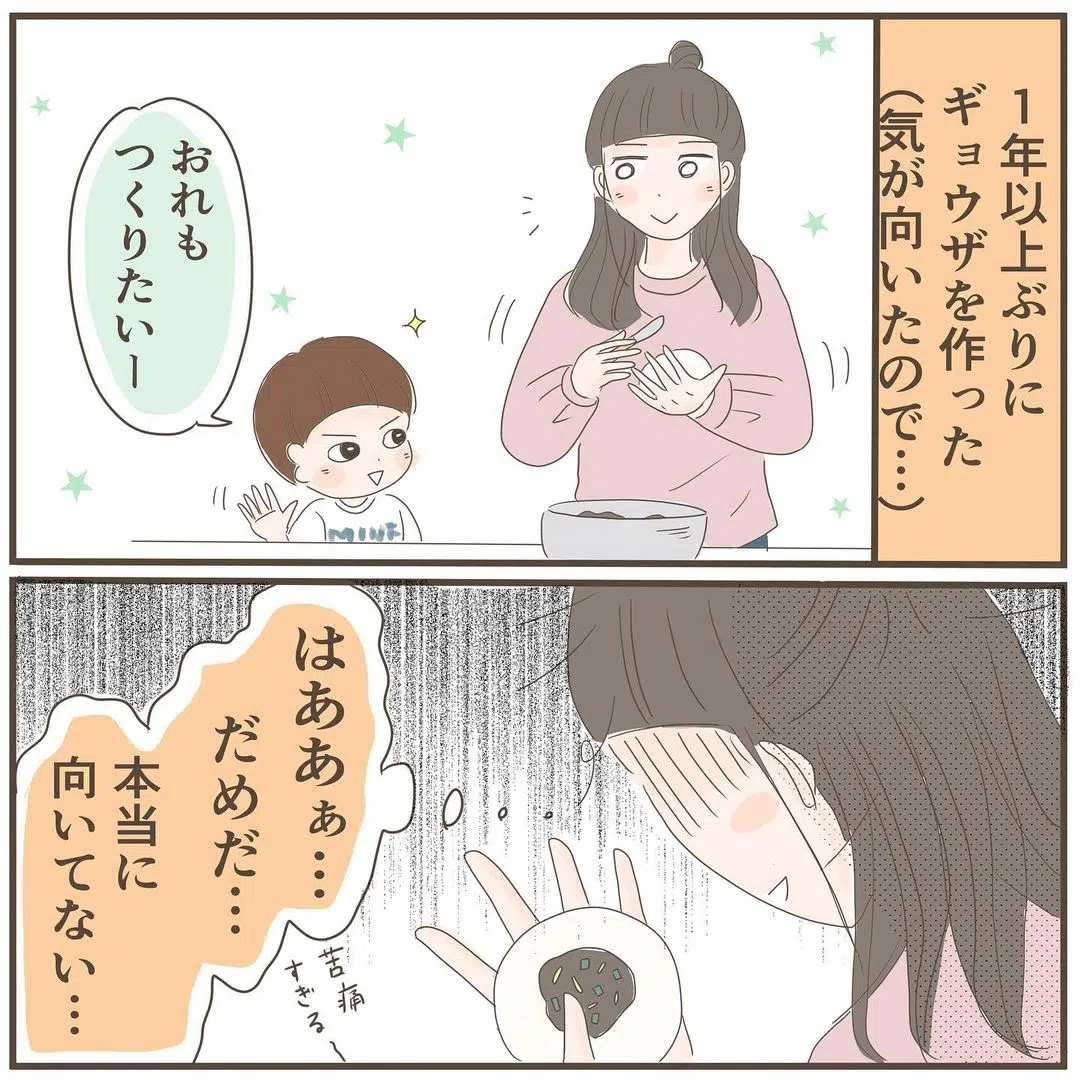 1年以上ぶりに
ギョウザを作った
(気が向いたので…)
おれも
つくりたいー
MINF
はああぁ…
だめだ…
本当に
向いてない…
苦痛
すぎる〜